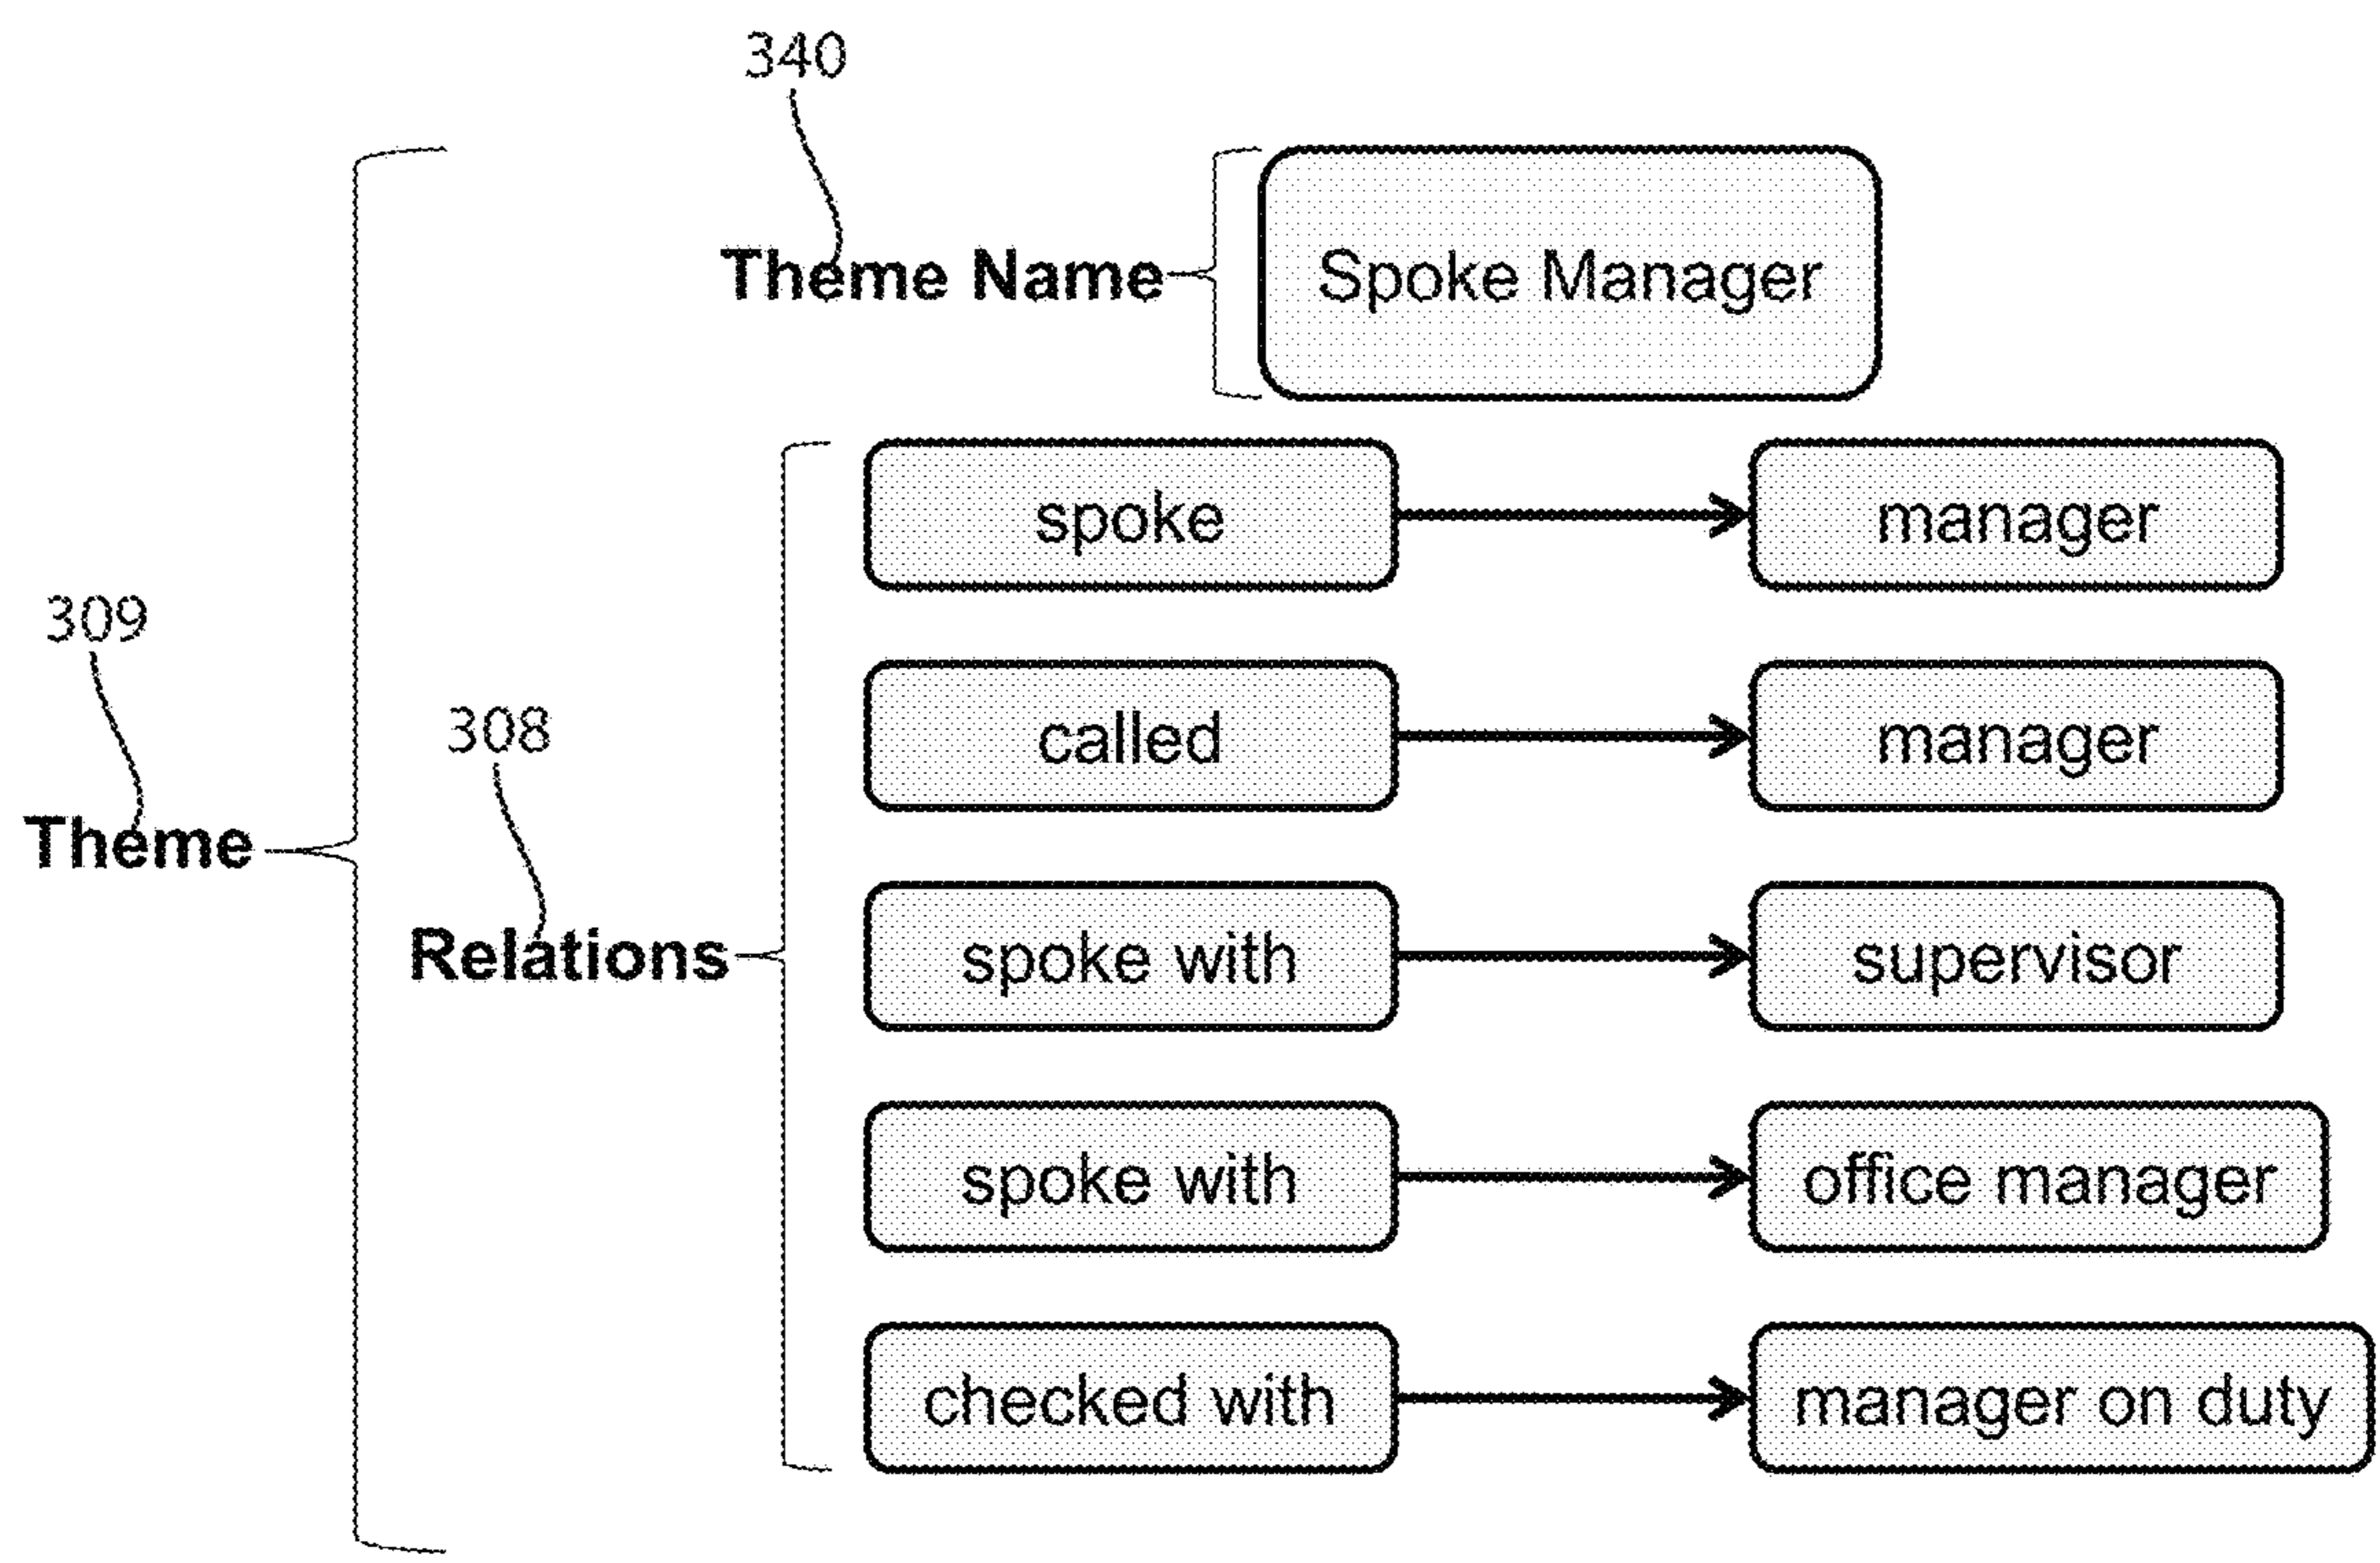 340
Theme Name
Spoke Manager
spoke
manager
309
called
manager
308
Theme
Relations
spoke with
supervisor
spoke with
office manager
checked with
manager on duty